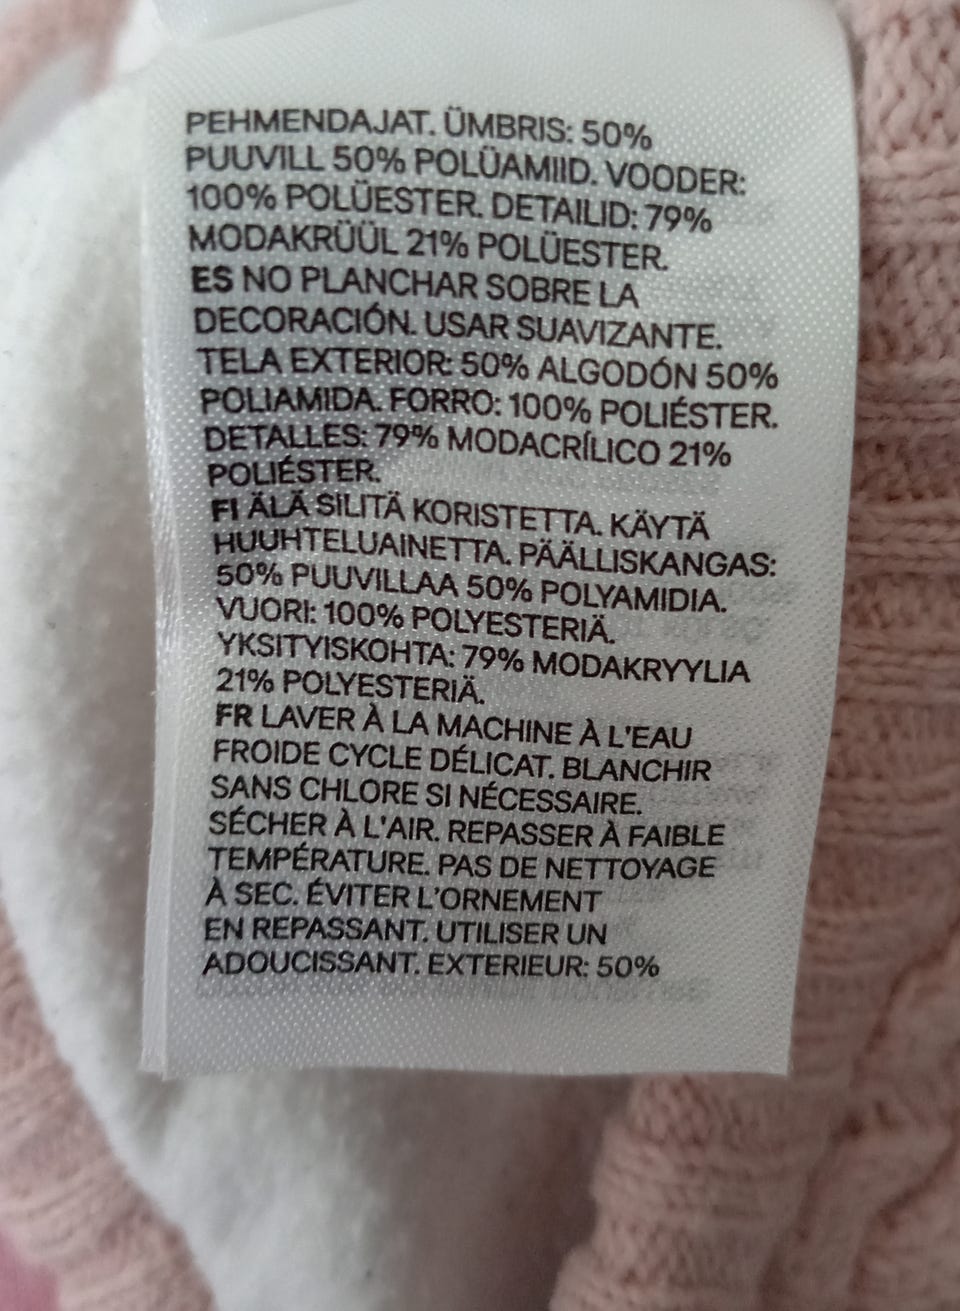 PEHMENDAJAT. ÜMBRIS: 50%
PUUVILL 50% POLÜAMIID. VOODER:
100% POLÜESTER. DETAILID: 79%
MODAKRÜÜL 21% POLÜESTER.
ES NO PLANCHAR SOBRE LA
DECORACIÓN. USAR SUAVIZANTE.
TELA EXTERIOR: 50% ALGODÓN 50%
POLIAMIDA. FORRO: 100% POLIÉSTER.
DETALLES: 79% MODACRÍLICO 21%
POLIÉSTER.
FI ÄLÄ SILITÄ KORISTETTA. KÄYTÄ
HUUHTELUAINETTA. PÄÄLLISKANGAS:
50% PUUVILLAA 50% POLYAMIDIA.
VUORI: 100% POLYESTERIÄ.
YKSITYISKOHTA: 79% MODAKRYYLIA
21% POLYESTERIÄ.
FR LAVER À LA MACHINE À L'EAU
FROIDE CYCLE DÉLICAT. BLANCHIR
SANS CHLORE SI NÉCESSAIRE.
SÉCHER À L'AIR. REPASSER À FAIBLE
TEMPÉRATURE. PAS DE NETTOYAGE
À SEC. ÉVITER L'ORNEMENT
EN REPASSANT. UTILISER UN
ADOUCISSANT. EXTERIEUR: 50%